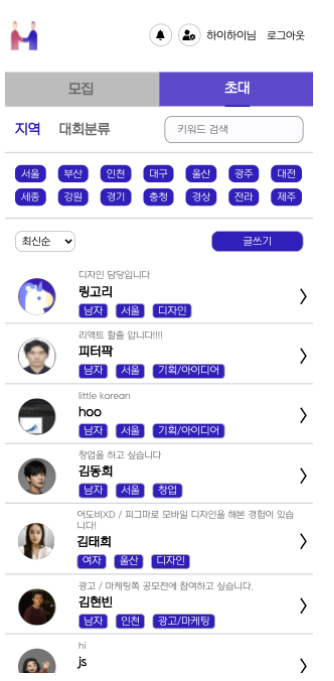 하이하이님 로그아웃
모집 초대
지역 대회분류 키워드 검색
서울 부산 인천 대구 울산 광주 대전
세종 강원 경기 충청 경상 전라 제주
최신순 글쓰기
디자인 담당입니다
링고리
남자 서울 디자인
리액트 할줄 압니다!!!!
피터팍
남자 서울 기획/아이디어
little korean
hoo
남자 서울 기획/아이디어
창업을 하고 싶습니다
김동희
남자 서울 창업
어도비XD / 피그마로 모바일 디자인을 해본 경험이 있습
니다!
김태희
여자 울산 디자인
광고 / 마케팅쪽 공모전에 참여하고 싶습니다.
김현빈
남자 인천 광고/마케팅
hi
js